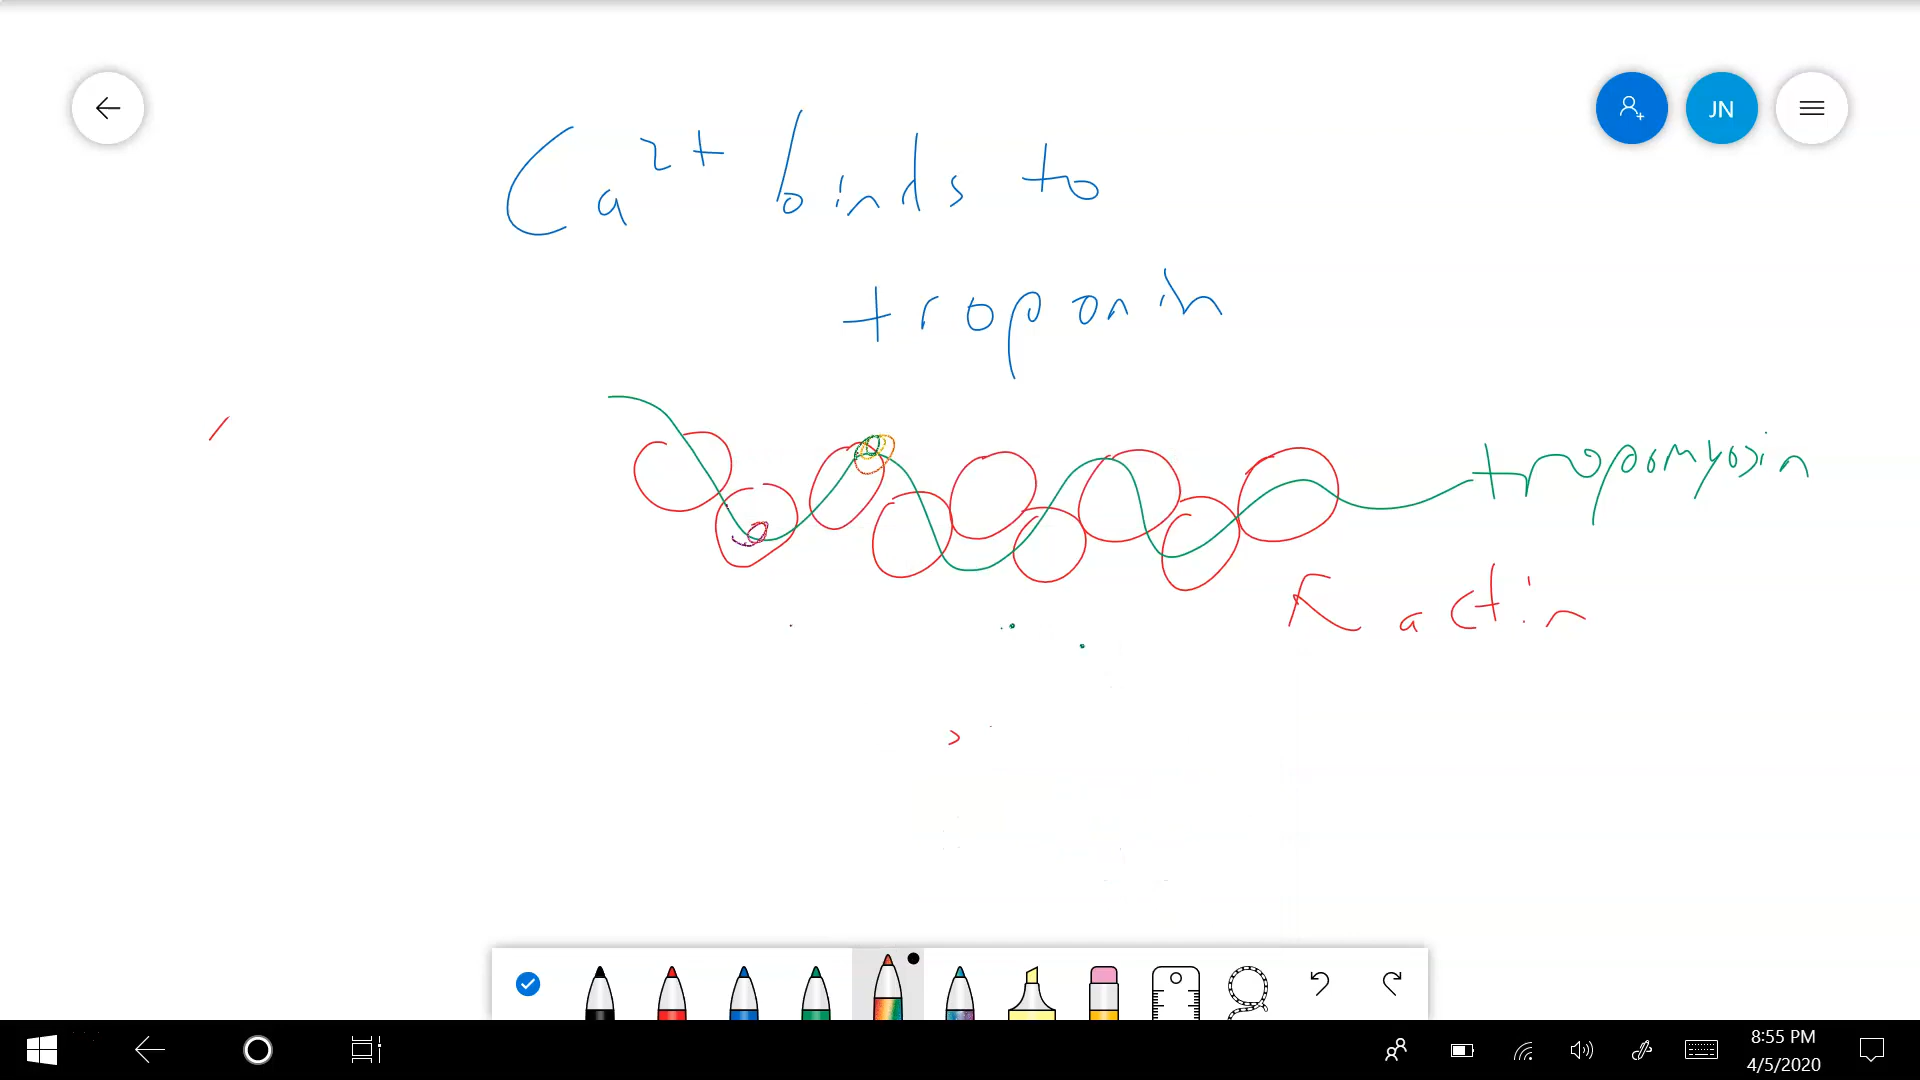 JN
Ca²⁺ binds to
troponin
tropomyosin
actin
8:55 PM
4/5/2020